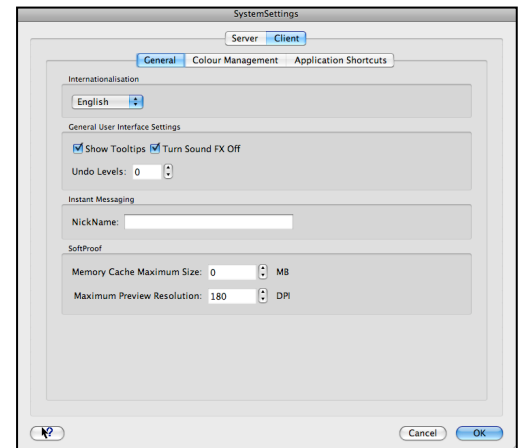 SystemSettings
Server Client
General Colour Management Application Shortcuts
Internationalisation
English
General User Interface Settings
Show Tooltips Turn Sound FX Off
Undo Levels: 0
Instant Messaging
NickName:
SoftProof
Memory Cache Maximum Size: 0 MB
Maximum Preview Resolution: 180 DPI
? Cancel OK